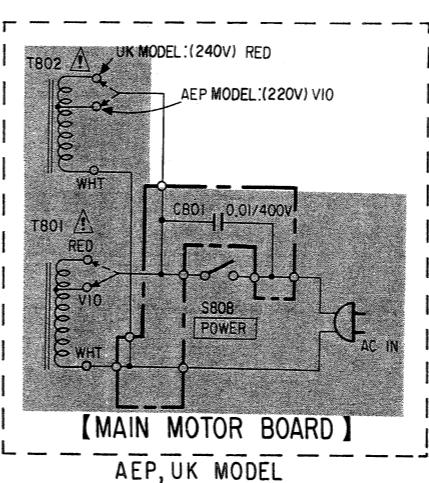 UK MODEL:(240V) RED
T802
AEP MODEL:(220V) VIO
WHT
C801 0.01/400V
T801
RED
VIO
S808
POWER
WHT
AC IN
【MAIN MOTOR BOARD】
AEP, UK MODEL